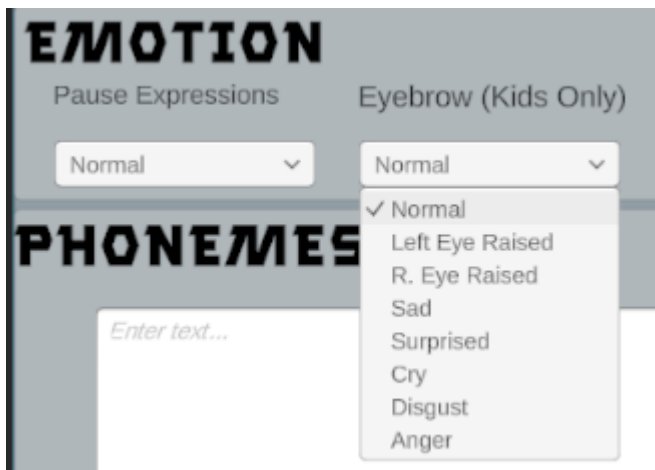 EMOTION
Pause Expressions
Eyebrow (Kids Only)
Normal
Normal
Normal
Left Eye Raised
R. Eye Raised
Sad
Surprised
Cry
Disgust
Anger
PHONEMES
Enter text...